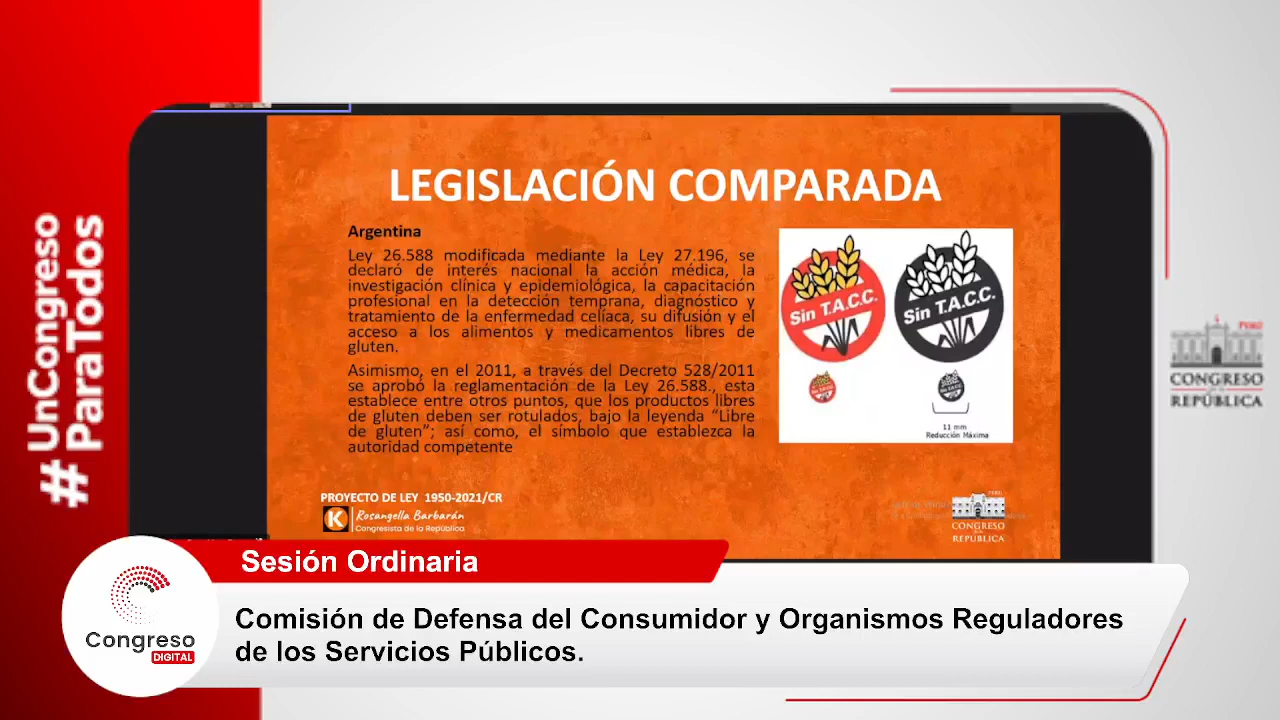 #UnCongreso
ParaTodos
LEGISLACIÓN COMPARADA
Argentina
Ley 26.588 modificada mediante la Ley 27.196, se
declaró de interés nacional la acción médica, la
investigación clínica y epidemiológica, la capacitación
profesional en la detección temprana, diagnóstico y
tratamiento de la enfermedad celíaca, su difusión y el
acceso a los alimentos y medicamentos libres de
gluten.
Asimismo, en el 2011, a través del Decreto 528/2011
se aprobó la reglamentación de la Ley 26.588., esta
establece entre otros puntos, que los productos libres
de gluten deben ser rotulados, bajo la leyenda “Libre
de gluten”; así como, el símbolo que establezca la
autoridad competente
Sin T.A.C.C.
Sin T.A.C.C.
11 mm
Reducción Máxima
PROYECTO DE LEY 1950-2021/CR
K
Rosangella Barbarán
Congresista de la República
PERÚ
CONGRESO
de la
REPÚBLICA
PERÚ
CONGRESO
de la
REPÚBLICA
Sesión Ordinaria
Comisión de Defensa del Consumidor y Organismos Reguladores
de los Servicios Públicos.
Congreso
DIGITAL